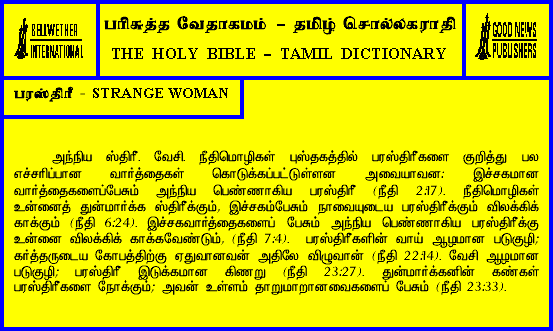 BELLWETHER
INTERNATIONAL
பரிசுத்த வேதாகமம் - தமிழ் சொல்லகராதி
THE HOLY BIBLE - TAMIL DICTIONARY
GOOD NEWS
PUBLISHERS
பரஸ்திரீ - STRANGE WOMAN
அந்நிய ஸ்திரீ. வேசி. நீதிமொழிகள் புஸ்தகத்தில் பரஸ்திரீகளை குறித்து பல
எச்சரிப்பான வார்த்தைகள் கொடுக்கப்பட்டுள்ளன அவையாவன: இச்சகமான
வார்த்தைகளைப்பேசும் அந்நிய பெண்ணாகிய பரஸ்திரீ (நீதி 2:17). நீதிமொழிகள்
உன்னைத் துன்மார்க்க ஸ்திரீக்கும், இச்சகம்பேசும் நாவையுடைய பரஸ்திரீக்கும் விலக்கிக்
காக்கும் (நீதி 6:24). இச்சகவார்த்தைகளைப் பேசும் அந்நிய பெண்ணாகிய பரஸ்திரீக்கு
உன்னை விலக்கிக் காக்கவேண்டும், (நீதி 7:4). பரஸ்திரீகளின் வாய் ஆழமான படுகுழி;
கர்த்தருடைய கோபத்திற்கு ஏதுவானவன் அதிலே விழுவான் (நீதி 22:14). வேசி ஆழமான
படுகுழி; பரஸ்திரீ இடுக்கமான கிணறு (நீதி 23:27). துன்மார்க்கனின் கண்கள்
பரஸ்திரீகளை நோக்கும்; அவன் உள்ளம் தாறுமாறானவைகளைப் பேசும் (நீதி 23:33).